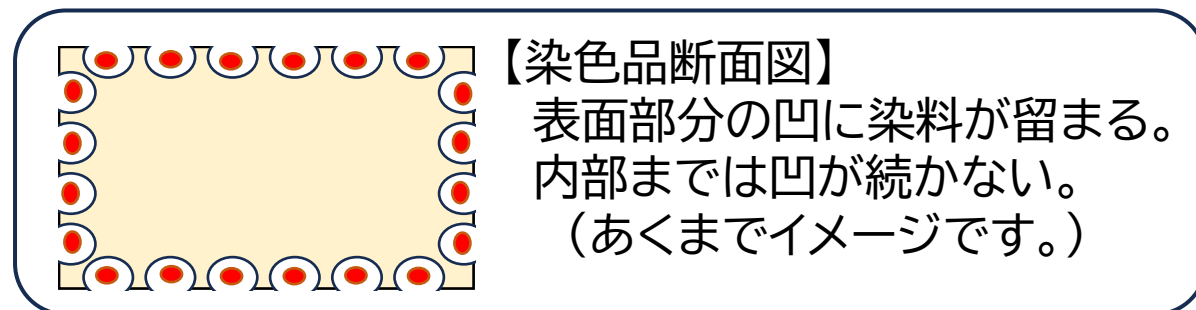 【染色品断面図】
表面部分の凹に染料が留まる。
内部までは凹が続かない。
（あくまでイメージです。）